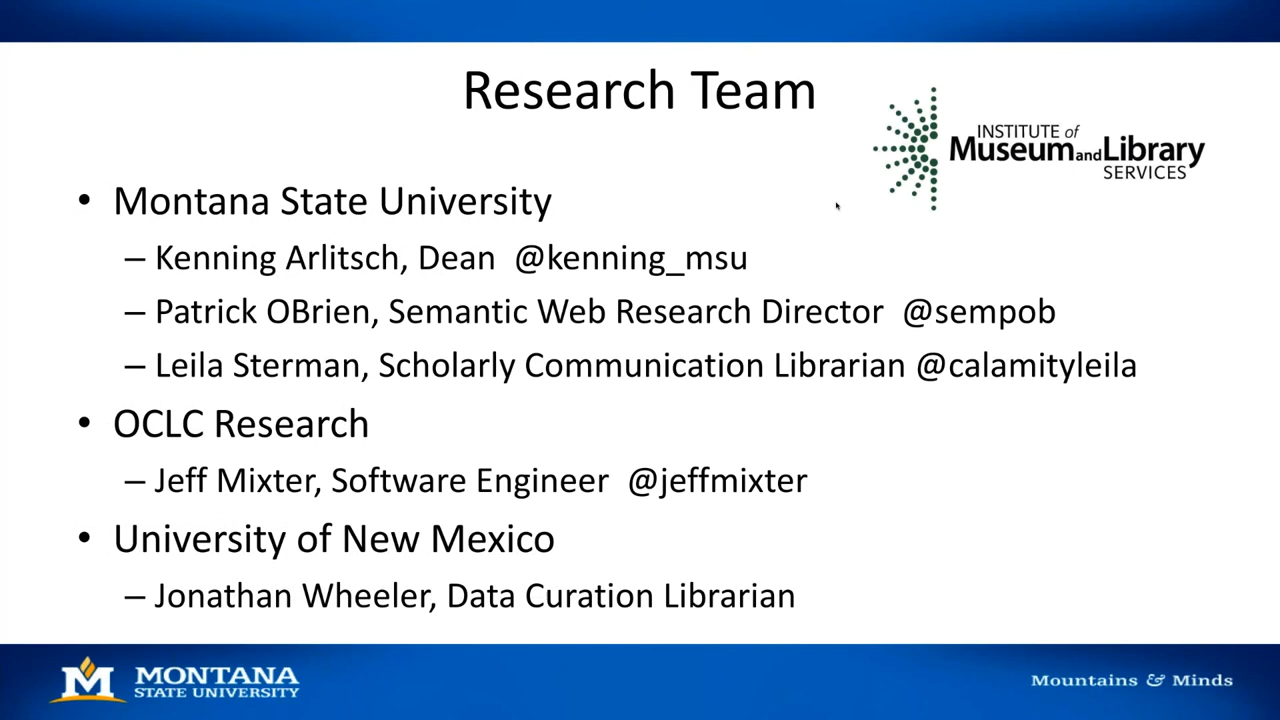 Research Team
INSTITUTE of
Museum and Library
SERVICES
• Montana State University
– Kenning Arlitsch, Dean @kenning_msu
– Patrick OBrien, Semantic Web Research Director @sempob
– Leila Sterman, Scholarly Communication Librarian @calamityleila
• OCLC Research
– Jeff Mixter, Software Engineer @jeffmixter
• University of New Mexico
– Jonathan Wheeler, Data Curation Librarian
M MONTANA
STATE UNIVERSITY
Mountains & Minds